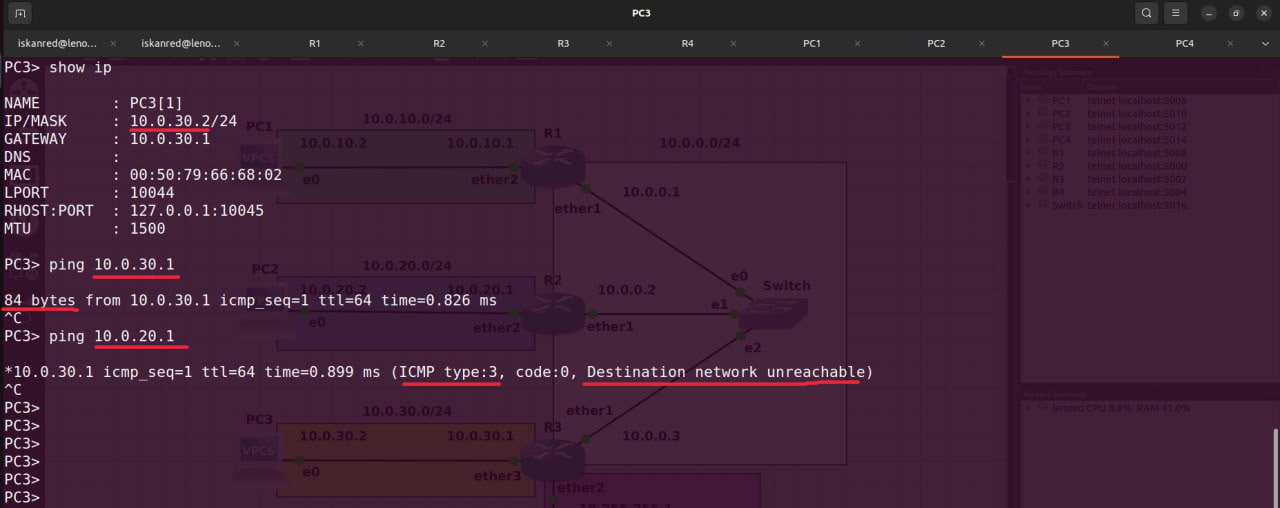 PC3
iskanred@leno... × iskanred@leno... × R1 × R2 × R3 × R4 × PC1 × PC2 × PC3 × PC4 ×
PC3> show ip
NAME : PC3[1]
IP/MASK : 10.0.30.2/24
GATEWAY : 10.0.30.1
DNS :
MAC : 00:50:79:66:68:02
LPORT : 10044
RHOST:PORT : 127.0.0.1:10045
MTU : 1500
PC3> ping 10.0.30.1
84 bytes from 10.0.30.1 icmp_seq=1 ttl=64 time=0.826 ms
^C
PC3> ping 10.0.20.1
*10.0.30.1 icmp_seq=1 ttl=64 time=0.899 ms (ICMP type:3, code:0, Destination network unreachable)
^C
PC3>
PC3>
PC3>
PC3>
PC3>
PC3>
PC1
10.0.10.0/24
R1
10.0.0.0/24
VPCS
10.0.10.2
10.0.10.1
e0
ether2
10.0.0.1
ether1
PC2
10.0.20.0/24
R2
10.0.20.2
10.0.20.1
10.0.0.2
e0
ether2
ether1
e0
Switch
e1
e2
PC3
10.0.30.0/24
ether1
R3
VPCS
10.0.30.2
10.0.30.1
10.0.0.3
e0
ether3
ether2
Topology Summary
PC1 telnet localhost:5008
PC2 telnet localhost:5010
PC3 telnet localhost:5012
PC4 telnet localhost:5014
R1 telnet localhost:5006
R2 telnet localhost:5000
R3 telnet localhost:5002
R4 telnet localhost:5004
Switch telnet localhost:5016
Servers Summary
lenovo CPU 8.6%, RAM 41.0%